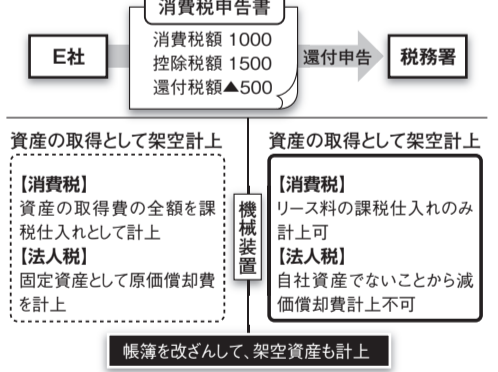 消費税申告書
消費税額 1000
控除税額 1500
還付税額▲500
E社
還付申告
税務署
資産の取得として架空計上
【消費税】
資産の取得費の全額を課
税仕入れとして計上
【法人税】
固定資産として原価償却費
を計上
機械装置
資産の取得として架空計上
【消費税】
リース料の課税仕入れのみ
計上可
【法人税】
自社資産でないことから減
価償却費計上不可
帳簿を改ざんして、架空資産も計上